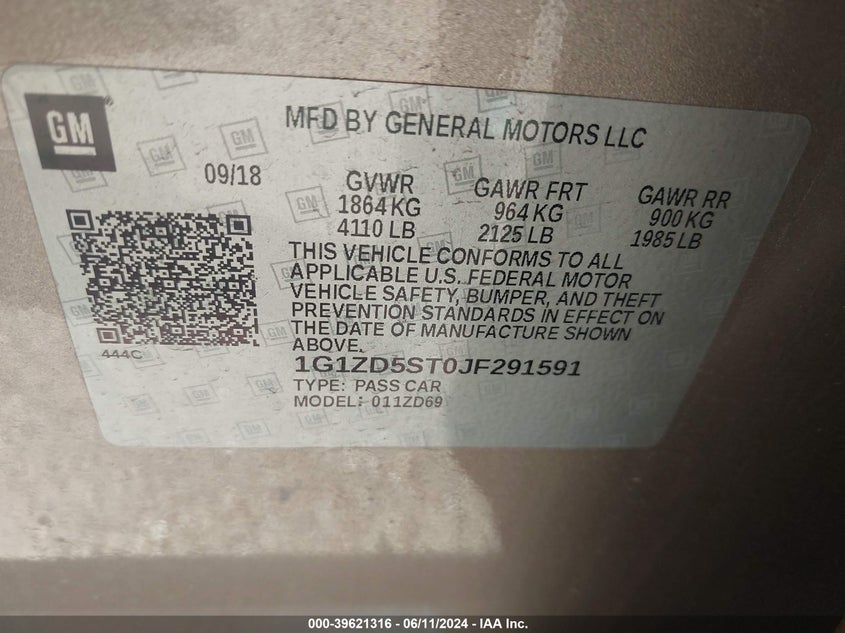 GM
MFD BY GENERAL MOTORS LLC
09/18
GVWR GAWR FRT GAWR RR
1864 KG 964 KG 900 KG
4110 LB 2125 LB 1985 LB
THIS VEHICLE CONFORMS TO ALL
APPLICABLE U.S. FEDERAL MOTOR
VEHICLE SAFETY, BUMPER, AND THEFT
PREVENTION STANDARDS IN EFFECT ON
THE DATE OF MANUFACTURE SHOWN
ABOVE.
444C
1G1ZD5ST0JF291591
TYPE: PASS CAR
MODEL: 011ZD69
000-39621316 - 06/11/2024 - IAA Inc.